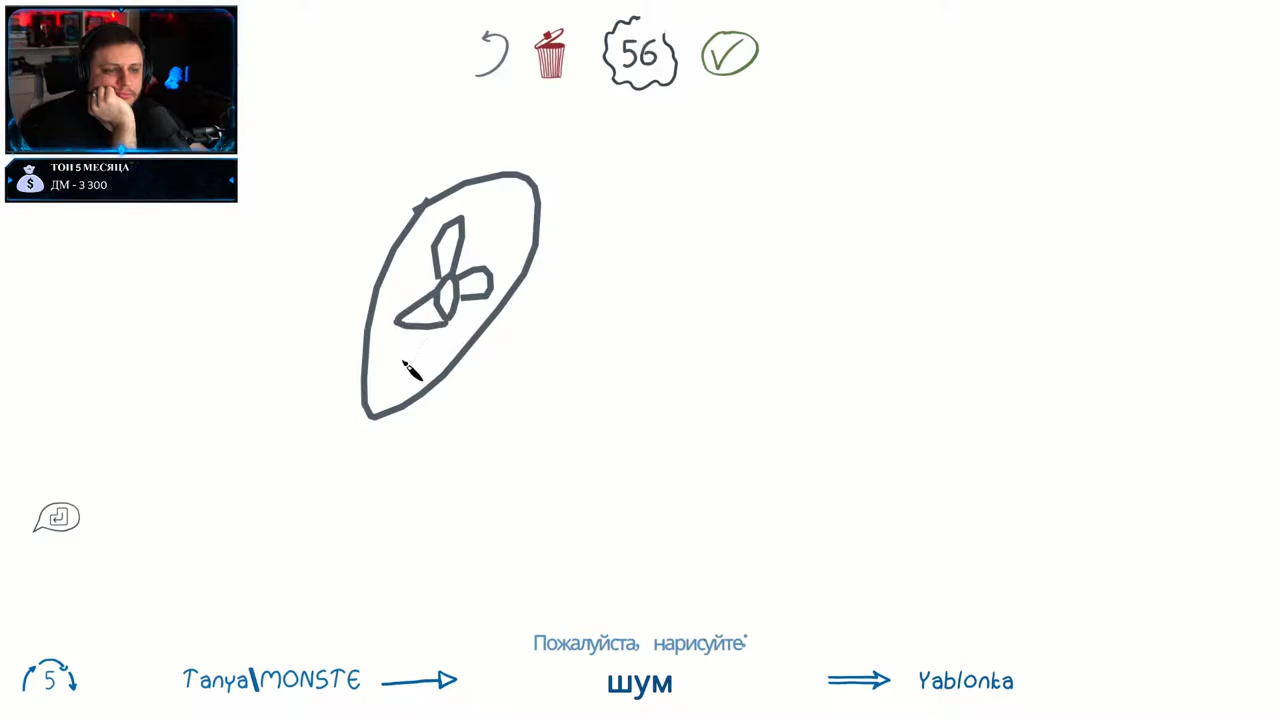 56
ТОП 5 МЕСЯЦА
$ ДМ - 3 300
Пожалуйста, нарисуйте:
5 Tanya\MONSTE шум Yablonka